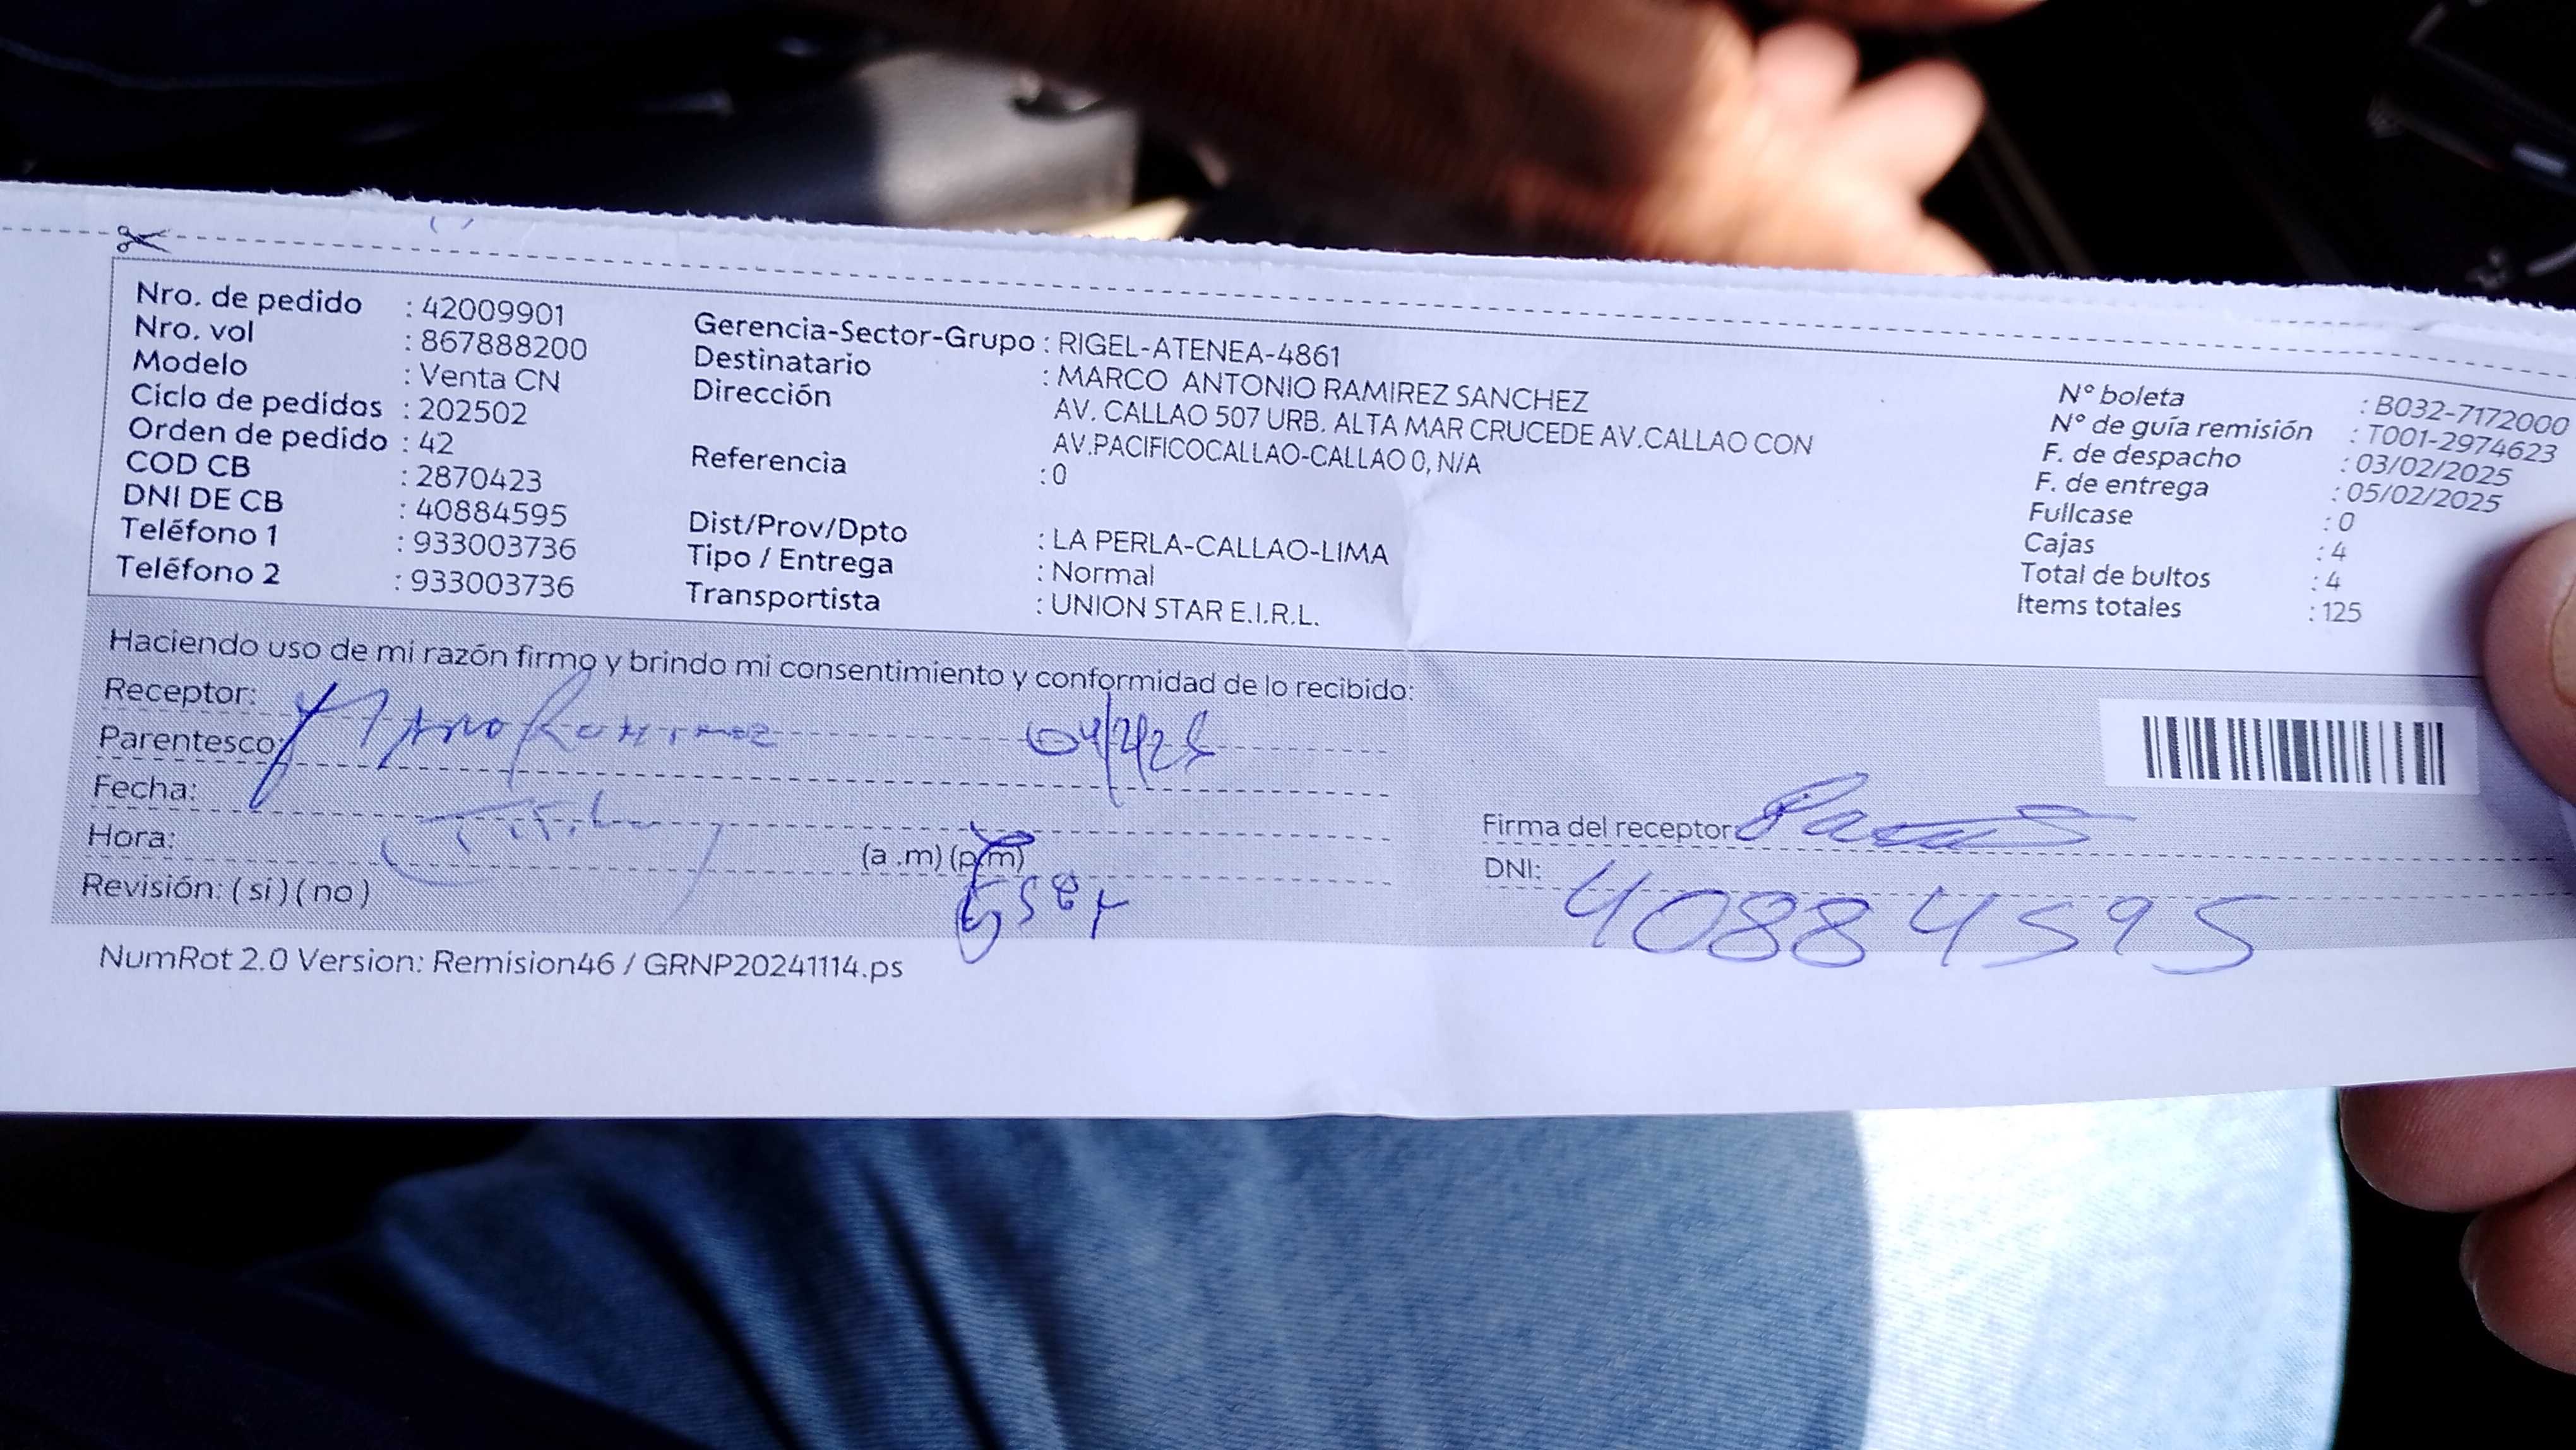 Nro. de pedido : 42009901
Nro. vol : 867888200
Modelo : Venta CN
Ciclo de pedidos : 202502
Orden de pedido : 42
COD CB : 2870423
DNI DE CB : 40884595
Teléfono 1 : 933003736
Teléfono 2 : 933003736
Gerencia-Sector-Grupo : RIGEL-ATENEA-4861
Destinatario : MARCO ANTONIO RAMIREZ SANCHEZ
Dirección AV. CALLAO 507 URB. ALTA MAR CRUCEDE AV.CALLAO CON
AV.PACIFICOCALLAO-CALLAO 0, N/A
Referencia : 0
Dist/Prov/Dpto : LA PERLA-CALLAO-LIMA
Tipo / Entrega : Normal
Transportista : UNION STAR E.I.R.L.
N° boleta : B032-7172000
N° de guía remisión : T001-2974623
F. de despacho : 03/02/2025
F. de entrega : 05/02/2025
Fullcase : 0
Cajas : 4
Total de bultos : 4
Items totales : 125
Haciendo uso de mi razón firmo y brindo mi consentimiento y conformidad de lo recibido:
Receptor: Ramirez
Parentesco:
Fecha:
Hora: (a .m) (p.m)
Revisión: ( si ) ( no )
Firma del receptor:
DNI: 40884595
NumRot 2.0 Version: Remision46 / GRNP20241114.ps